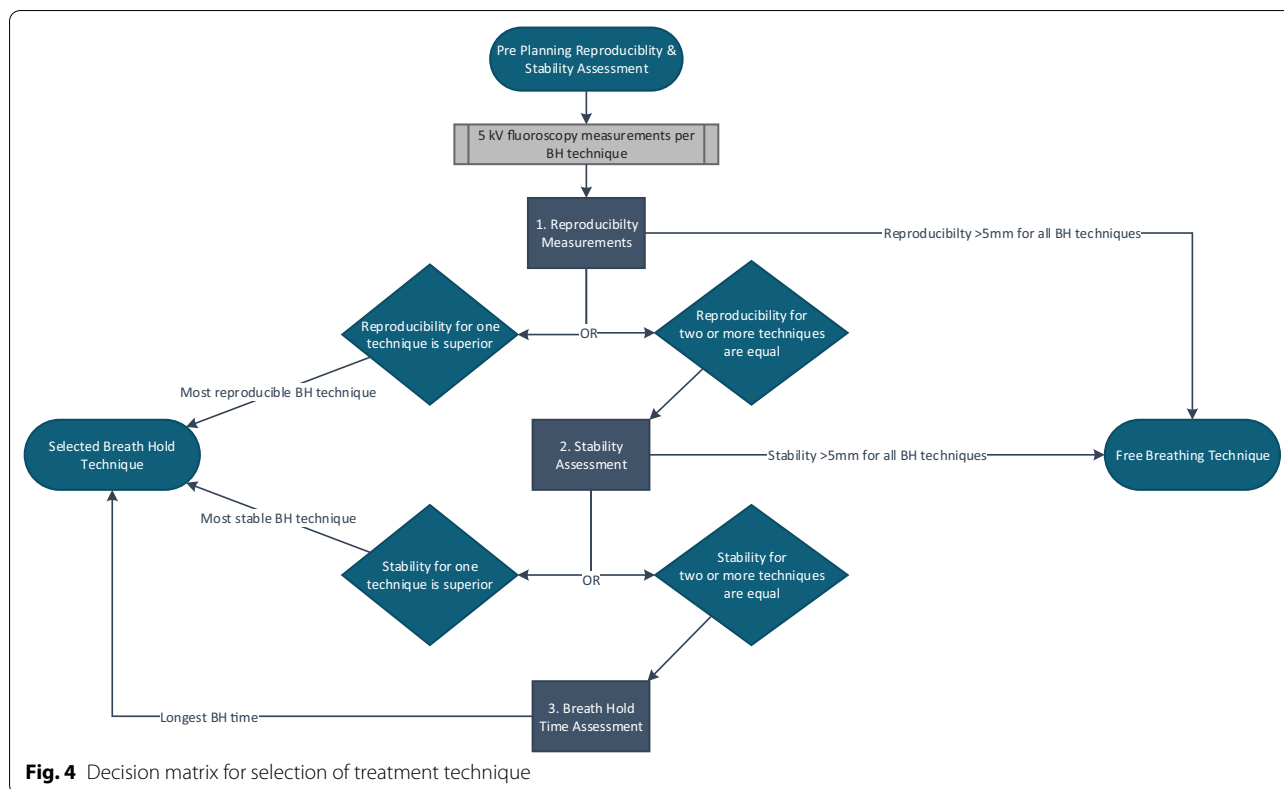 Pre Planning Reproduciblity &
Stability Assessment
5 kV fluoroscopy measurements per
BH technique
1. Reproducibilty
Measurements
Reproducibilty >5mm for all BH techniques
Reproducibility for one
technique is superior
OR
Reproducibility for
two or more techniques
are equal
Most reproducible BH technique
Selected Breath Hold
Technique
2. Stability
Assessment
Stability >5mm for all BH techniques
Free Breathing Technique
Most stable BH technique
Stability for one
technique is superior
OR
Stability for
two or more techniques
are equal
3. Breath Hold
Time Assessment
Longest BH time
Fig. 4 Decision matrix for selection of treatment technique